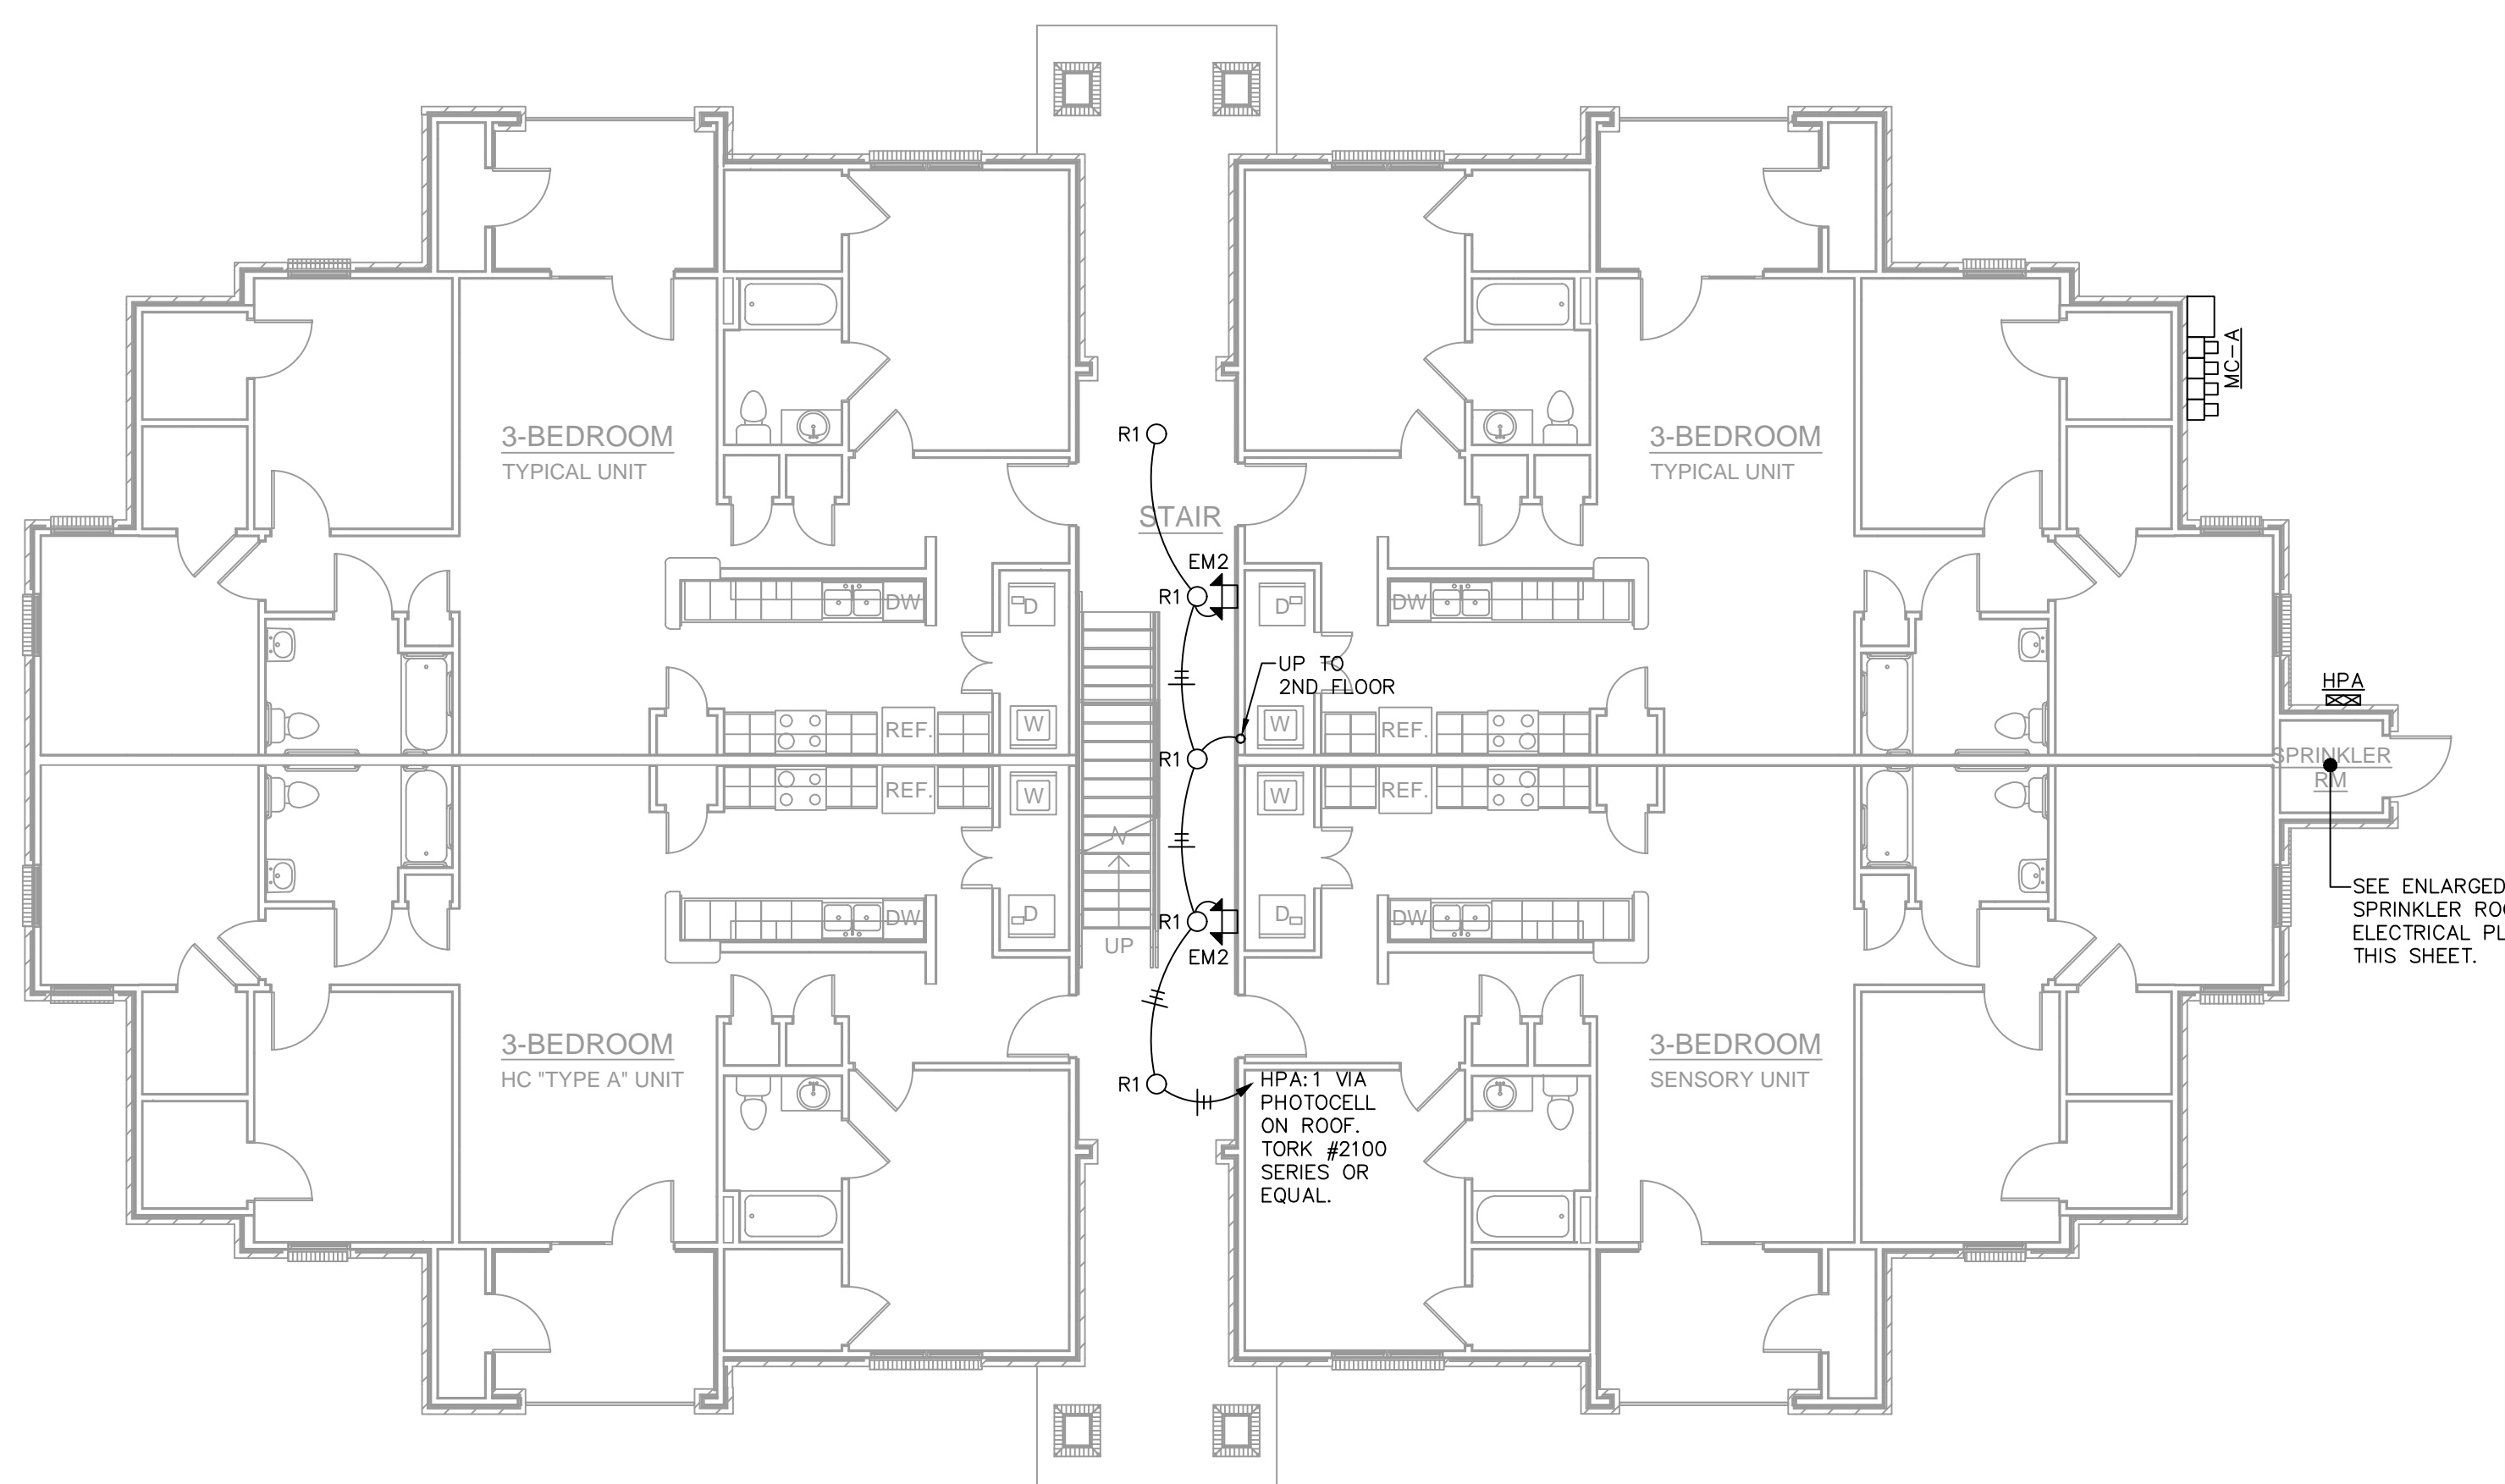 3-BEDROOM
TYPICAL UNIT
R1
STAIR
3-BEDROOM
TYPICAL UNIT
MC-A
EM2
R1
DW
D
D
DW
UP TO
2ND FLOOR
HPA
REF.
W
R1
W
REF.
SPRINKLER
RM
REF.
W
W
REF.
DW
D
UP
R1
EM2
D
DW
SEE ENLARGED
SPRINKLER
ELECTRICAL
THIS SHEET.
3-BEDROOM
HC "TYPE A" UNIT
R1
HPA:1 VIA
PHOTOCELL
ON ROOF.
TORK #2100
SERIES OR
EQUAL.
3-BEDROOM
SENSORY UNIT